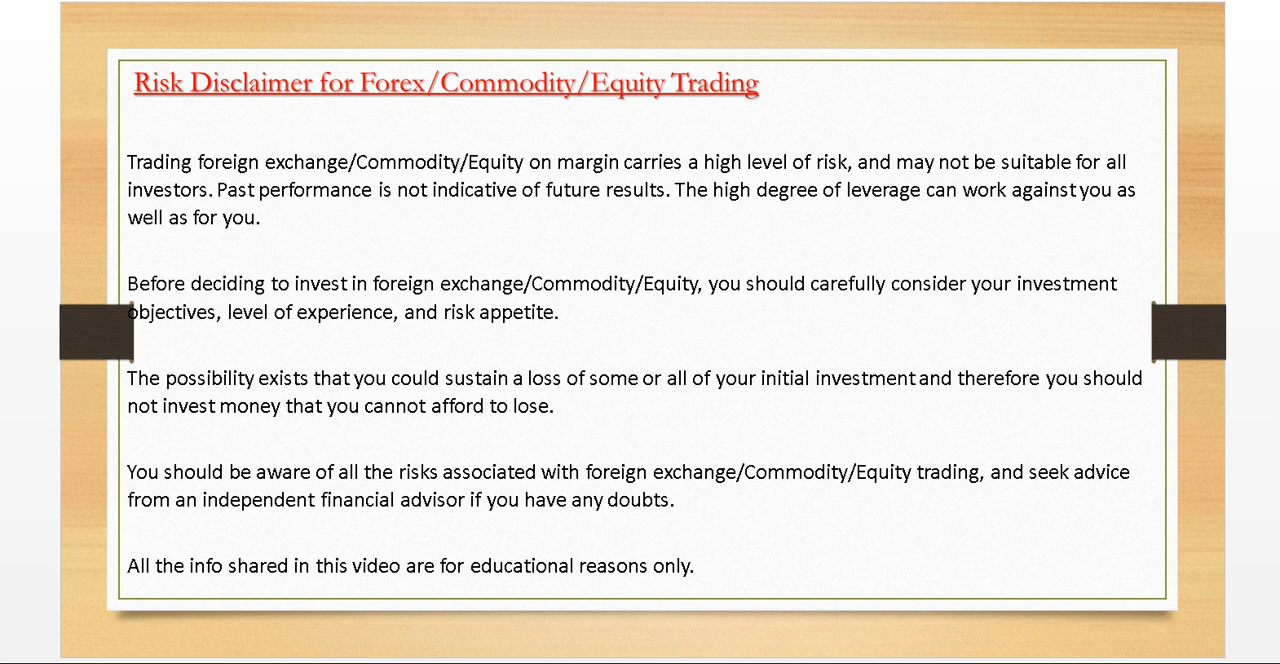 Risk Disclaimer for Forex/Commodity/Equity Trading
Trading foreign exchange/Commodity/Equity on margin carries a high level of risk, and may not be suitable for all
investors. Past performance is not indicative of future results. The high degree of leverage can work against you as
well as for you.
Before deciding to invest in foreign exchange/Commodity/Equity, you should carefully consider your investment
objectives, level of experience, and risk appetite.
The possibility exists that you could sustain a loss of some or all of your initial investment and therefore you should
not invest money that you cannot afford to lose.
You should be aware of all the risks associated with foreign exchange/Commodity/Equity trading, and seek advice
from an independent financial advisor if you have any doubts.
All the info shared in this video are for educational reasons only.